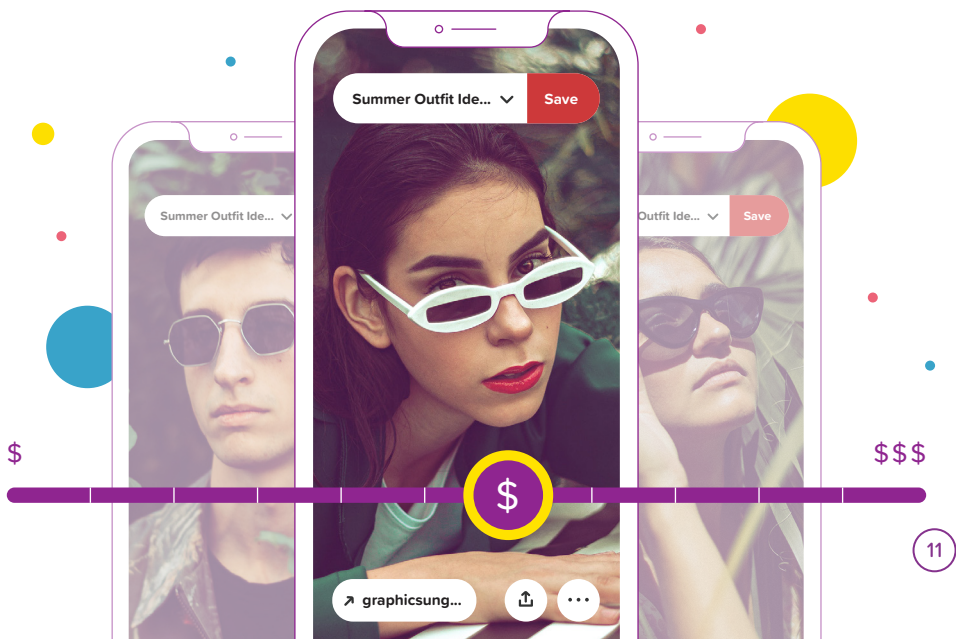 Summer Outfit Ide...
Save
Summer Outfit Ide...
Outfit Ide...
Save
$
$$$
$
11
graphicsung...